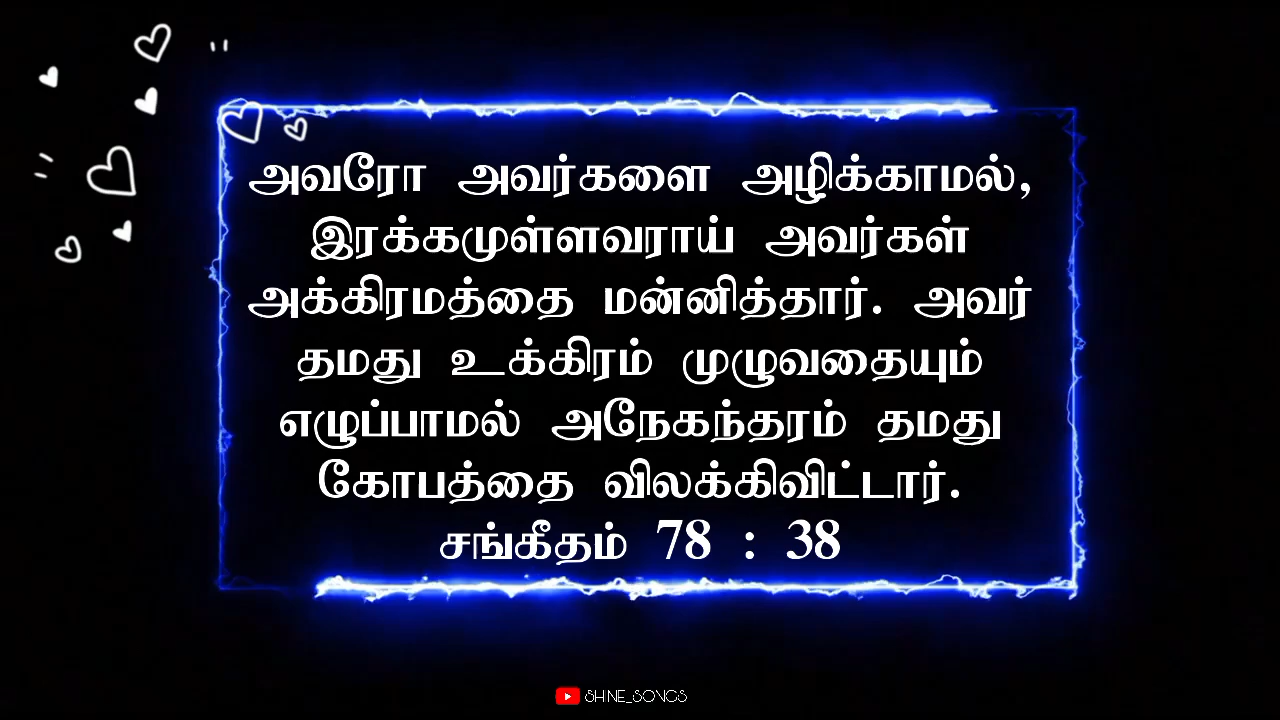 அவரோ அவர்களை அழிக்காமல்,
இரக்கமுள்ளவராய் அவர்கள்
அக்கிரமத்தை மன்னித்தார். அவர்
தமது உக்கிரம் முழுவதையும்
எழுப்பாமல் அநேகந்தரம் தமது
கோபத்தை விலக்கிவிட்டார்.
சங்கீதம் 78 : 38
SHINE_SONGS